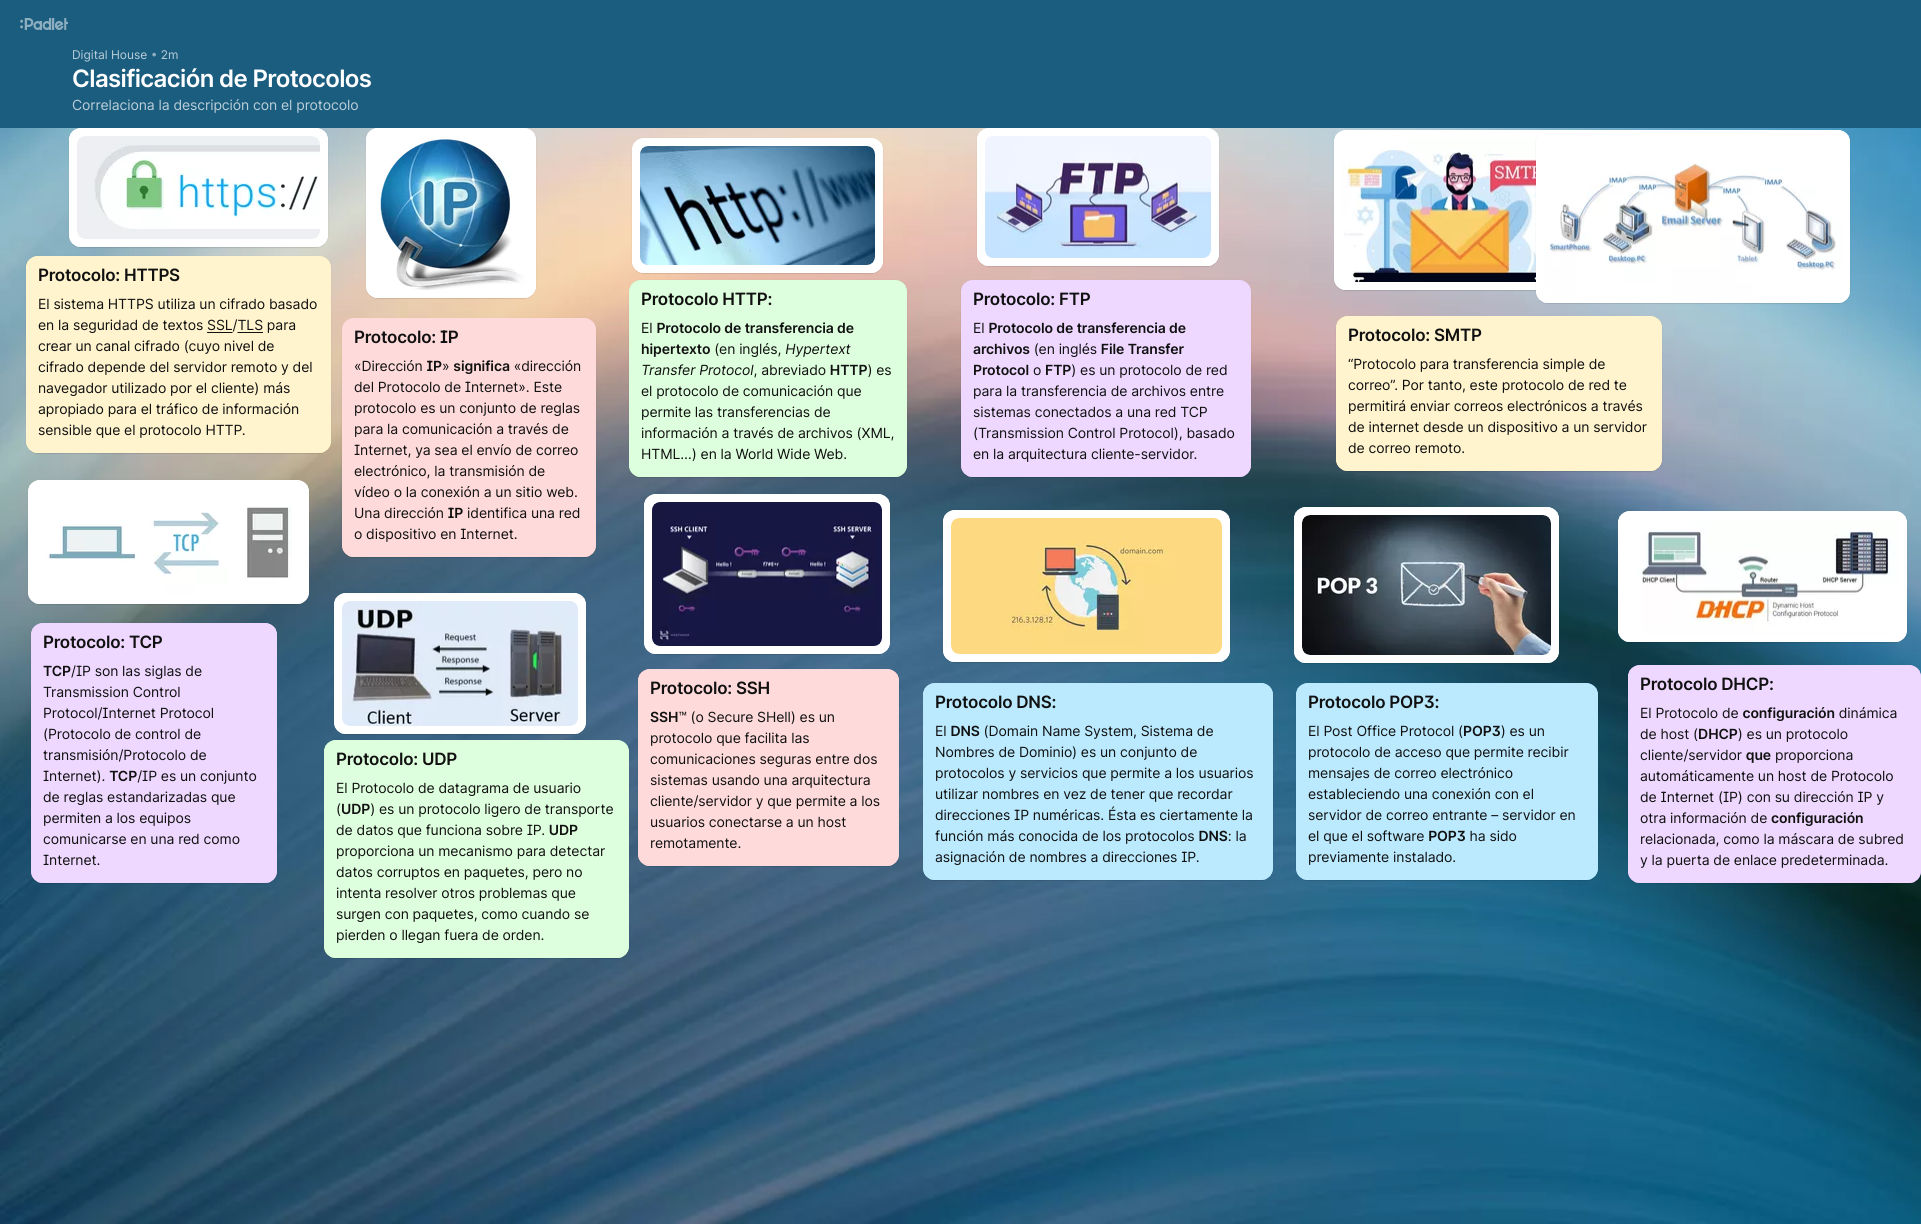 :Padlet
Digital House • 2m
Clasificación de Protocolos
Correlaciona la descripción con el protocolo
https://
Protocolo: HTTPS
El sistema HTTPS utiliza un cifrado basado
en la seguridad de textos SSL/TLS para
crear un canal cifrado (cuyo nivel de
cifrado depende del servidor remoto y del
navegador utilizado por el cliente) más
apropiado para el tráfico de información
sensible que el protocolo HTTP.
IP
Protocolo: IP
«Dirección IP» significa «dirección
del Protocolo de Internet». Este
protocolo es un conjunto de reglas
para la comunicación a través de
Internet, ya sea el envío de correo
electrónico, la transmisión de
vídeo o la conexión a un sitio web.
Una dirección IP identifica una red
o dispositivo en Internet.
http://www
Protocolo HTTP:
El Protocolo de transferencia de
hipertexto (en inglés, Hypertext
Transfer Protocol, abreviado HTTP) es
el protocolo de comunicación que
permite las transferencias de
información a través de archivos (XML,
HTML...) en la World Wide Web.
FTP
Protocolo: FTP
El Protocolo de transferencia de
archivos (en inglés File Transfer
Protocol o FTP) es un protocolo de red
para la transferencia de archivos entre
sistemas conectados a una red TCP
(Transmission Control Protocol), basado
en la arquitectura cliente-servidor.
SMTP
IMAP
IMAP
IMAP
IMAP
Email Server
SmartPhone
Desktop PC
Tablet
Desktop PC
Protocolo: SMTP
“Protocolo para transferencia simple de
correo”. Por tanto, este protocolo de red te
permitirá enviar correos electrónicos a través
de internet desde un dispositivo a un servidor
de correo remoto.
TCP
Protocolo: TCP
TCP/IP son las siglas de
Transmission Control
Protocol/Internet Protocol
(Protocolo de control de
transmisión/Protocolo de
Internet). TCP/IP es un conjunto
de reglas estandarizadas que
permiten a los equipos
comunicarse en una red como
Internet.
UDP
Request
Response
Response
Client
Server
Protocolo: UDP
El Protocolo de datagrama de usuario
(UDP) es un protocolo ligero de transporte
de datos que funciona sobre IP. UDP
proporciona un mecanismo para detectar
datos corruptos en paquetes, pero no
intenta resolver otros problemas que
surgen con paquetes, como cuando se
pierden o llegan fuera de orden.
SSH CLIENT
SSH SERVER
Hello !
Hello !
Protocolo: SSH
SSH™ (o Secure SHell) es un
protocolo que facilita las
comunicaciones seguras entre dos
sistemas usando una arquitectura
cliente/servidor y que permite a los
usuarios conectarse a un host
remotamente.
domain.com
216.3.128.12
Protocolo DNS:
El DNS (Domain Name System, Sistema de
Nombres de Dominio) es un conjunto de
protocolos y servicios que permite a los usuarios
utilizar nombres en vez de tener que recordar
direcciones IP numéricas. Ésta es ciertamente la
función más conocida de los protocolos DNS: la
asignación de nombres a direcciones IP.
POP 3
Protocolo POP3:
El Post Office Protocol (POP3) es un
protocolo de acceso que permite recibir
mensajes de correo electrónico
estableciendo una conexión con el
servidor de correo entrante – servidor en
el que el software POP3 ha sido
previamente instalado.
DHCP Client
Router
DHCP Server
DHCP
Dynamic Host
Configuration Protocol
Protocolo DHCP:
El Protocolo de configuración dinámica
de host (DHCP) es un protocolo
cliente/servidor que proporciona
automáticamente un host de Protocolo
de Internet (IP) con su dirección IP y
otra información de configuración
relacionada, como la máscara de subred
y la puerta de enlace predeterminada.